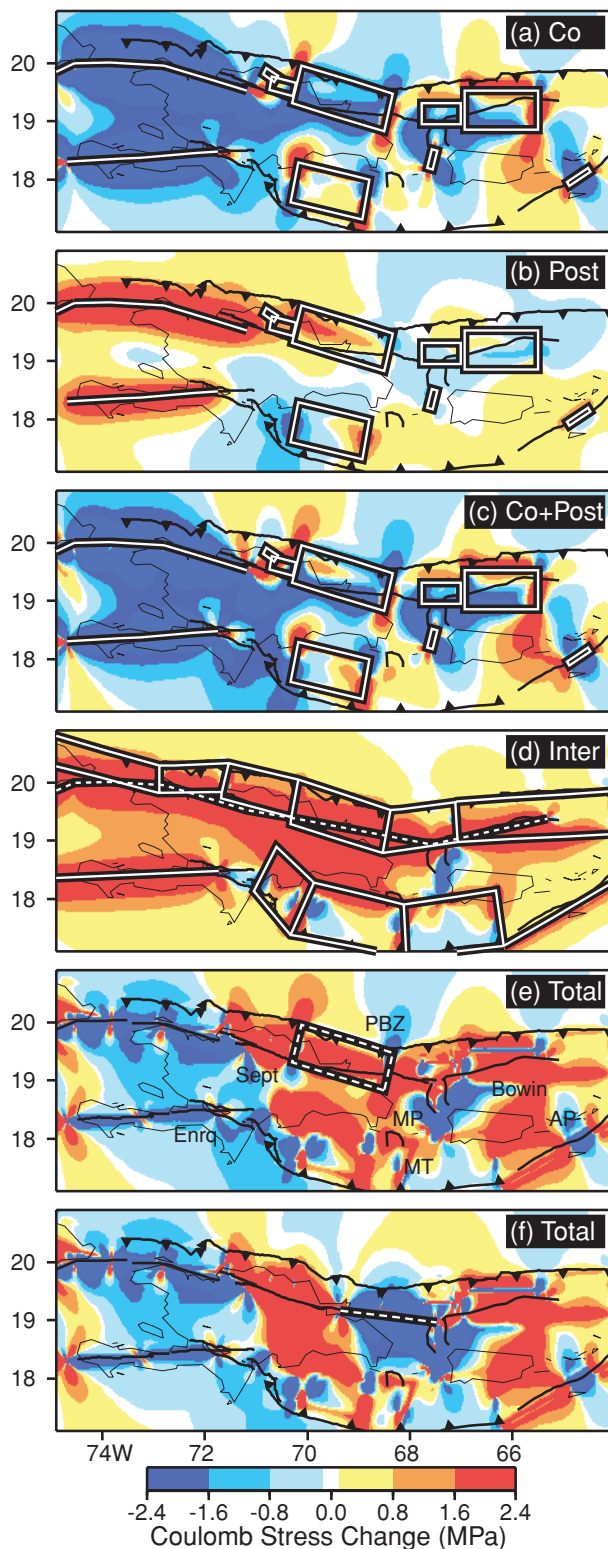 (a) Co
20
19
18
(b) Post
20
19
18
(c) Co+Post
20
19
18
(d) Inter
20
19
18
(e) Total
PBZ
20
Sept
19
Bowin
MP
AP
Enrq
18
MT
(f) Total
20
19
18
74W 72 70 68 66
-2.4 -1.6 -0.8 0.0 0.8 1.6 2.4
Coulomb Stress Change (MPa)